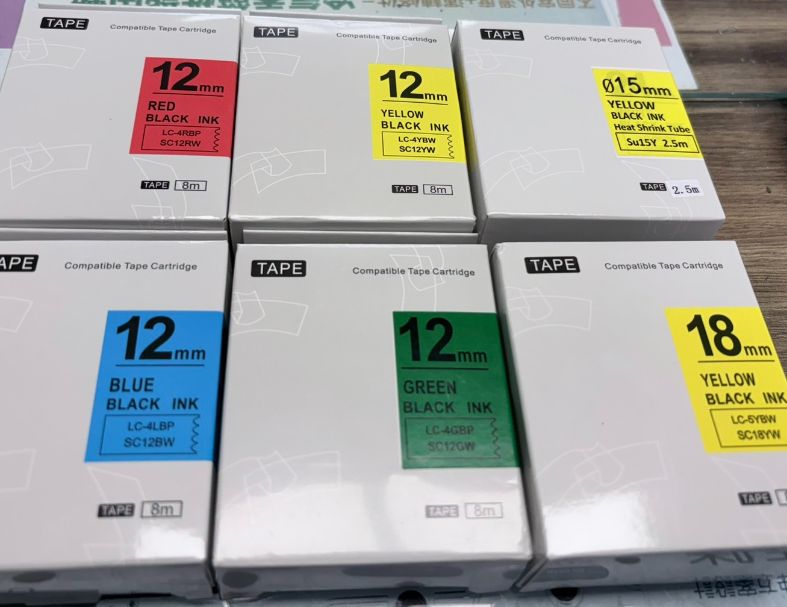 TAPE
Compatible Tape Cartridge
12mm
RED
BLACK INK
LC-4RBP
SC12RW
TAPE 8m
TAPE
Compatible Tape Cartridge
12mm
YELLOW
BLACK INK
LC-4YBW
SC12YW
TAPE 8m
TAPE
Compatible Tape Cartridge
Ø15mm
YELLOW
BLACK INK
Heat Shrink Tube
Su15Y 2.5m
TAPE 2.5m
APE
Compatible Tape Cartridge
12mm
BLUE
BLACK INK
LC-4LBP
SC12BW
TAPE 8m
TAPE
Compatible Tape Cartridge
12mm
GREEN
BLACK INK
LC-4GBP
SC12GW
TAPE 8m
TAPE
Compatible Tape Cartridge
18mm
YELLOW
BLACK INK
LC-5YBW
SC18YW
TAPE